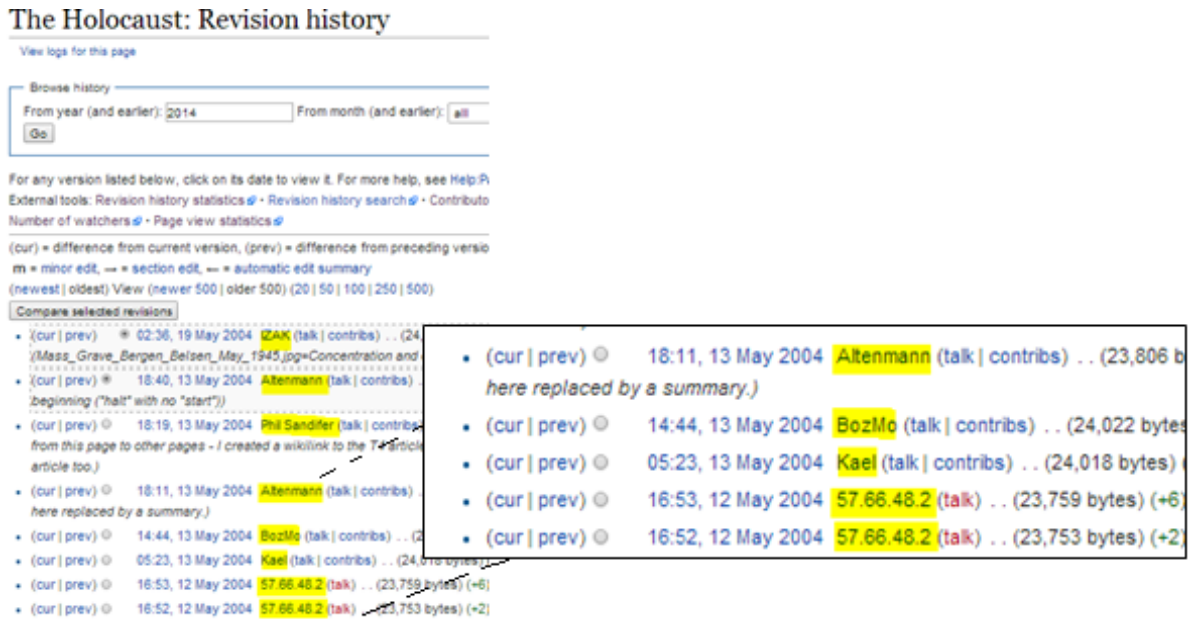 The Holocaust: Revision history
View logs for this page
Browse history
From year (and earlier): 2014 From month (and earlier): all
Go
For any version listed below, click on its date to view it. For more help, see Help:P
External tools: Revision history statistics · Revision history search · Contributo
Number of watchers · Page view statistics
(cur) = difference from current version, (prev) = difference from preceding versio
m = minor edit, → = section edit, ← = automatic edit summary
(newest | oldest) View (newer 500 | older 500) (20 | 50 | 100 | 250 | 500)
Compare selected revisions
(cur | prev) 02:36, 19 May 2004 IZAK (talk | contribs) . . (24,
(Mass_Grave_Bergen_Belsen_May_1945.jpg=Concentration and
(cur | prev) 18:40, 13 May 2004 Altenmann (talk | contribs) .
beginning ("halt" with no "start"))
(cur | prev) 18:19, 13 May 2004 Phil Sandifer (talk | contribs
from this page to other pages - I created a wikilink to the T4 article
article too.)
(cur | prev) 18:11, 13 May 2004 Altenmann (talk | contribs) .
here replaced by a summary.)
(cur | prev) 14:44, 13 May 2004 BozMo (talk | contribs) . . (2
(cur | prev) 05:23, 13 May 2004 Kael (talk | contribs) . . (24,018 bytes)
(cur | prev) 16:53, 12 May 2004 57.66.48.2 (talk) . . (23,759 bytes) (+6)
(cur | prev) 16:52, 12 May 2004 57.66.48.2 (talk) . . (23,753 bytes) (+2)
(cur | prev) 18:11, 13 May 2004 Altenmann (talk | contribs) . . (23,806 b
here replaced by a summary.)
(cur | prev) 14:44, 13 May 2004 BozMo (talk | contribs) . . (24,022 bytes
(cur | prev) 05:23, 13 May 2004 Kael (talk | contribs) . . (24,018 bytes) (
(cur | prev) 16:53, 12 May 2004 57.66.48.2 (talk) . . (23,759 bytes) (+6)
(cur | prev) 16:52, 12 May 2004 57.66.48.2 (talk) . . (23,753 bytes) (+2)